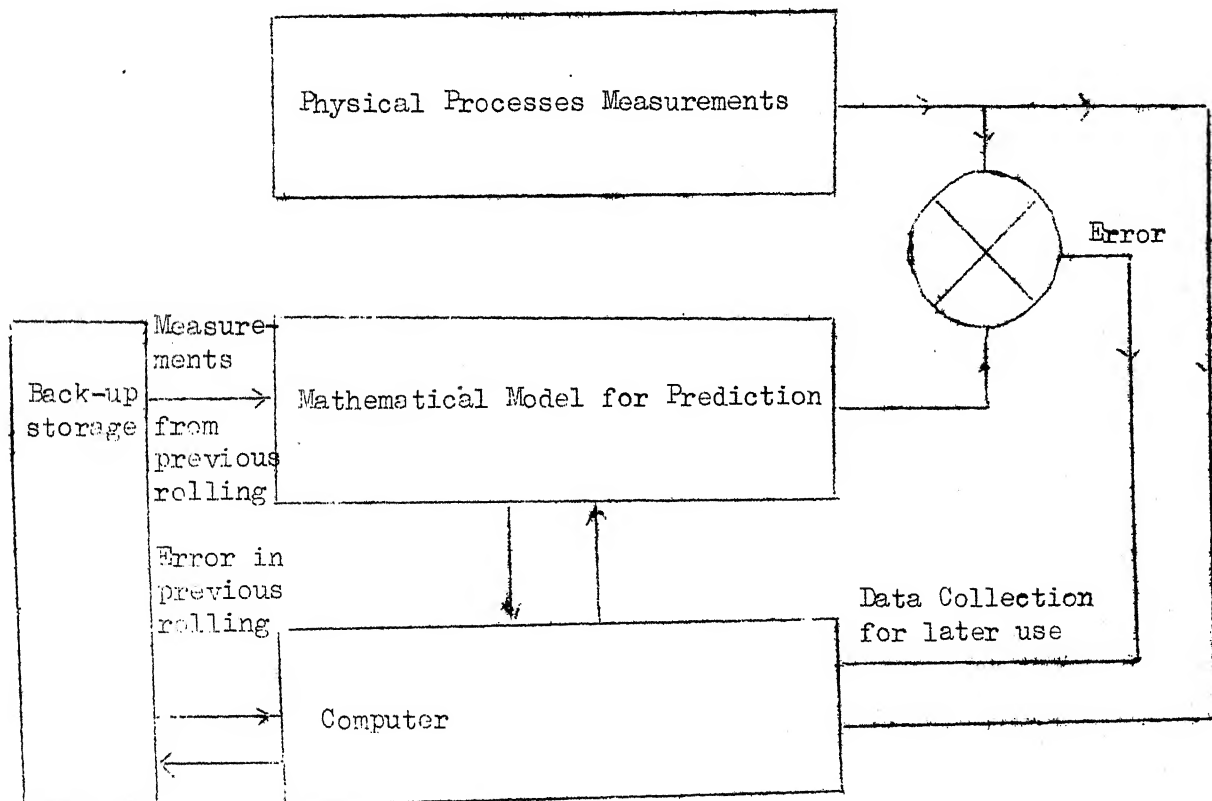 Physical Processes Measurements
Error
Measure-
ments
Back-up
storage
from
previous
rolling
Mathematical Model for Prediction
Error in
previous
rolling
Data Collection
for later use
Computer